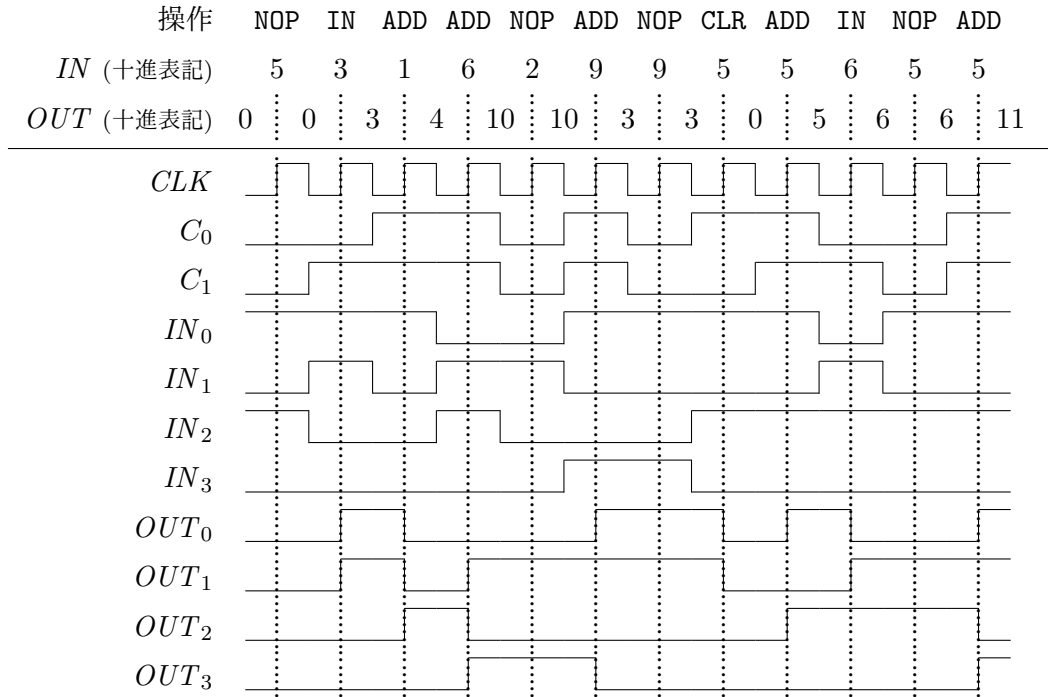 操作 NOP IN ADD ADD NOP ADD NOP CLR ADD IN NOP ADD
IN (十進表記) 5 3 1 6 2 9 9 5 5 6 5 5
OUT (十進表記) 0 0 3 4 10 10 3 3 0 5 6 6 11
CLK
C₀
C₁
IN₀
IN₁
IN₂
IN₃
OUT₀
OUT₁
OUT₂
OUT₃